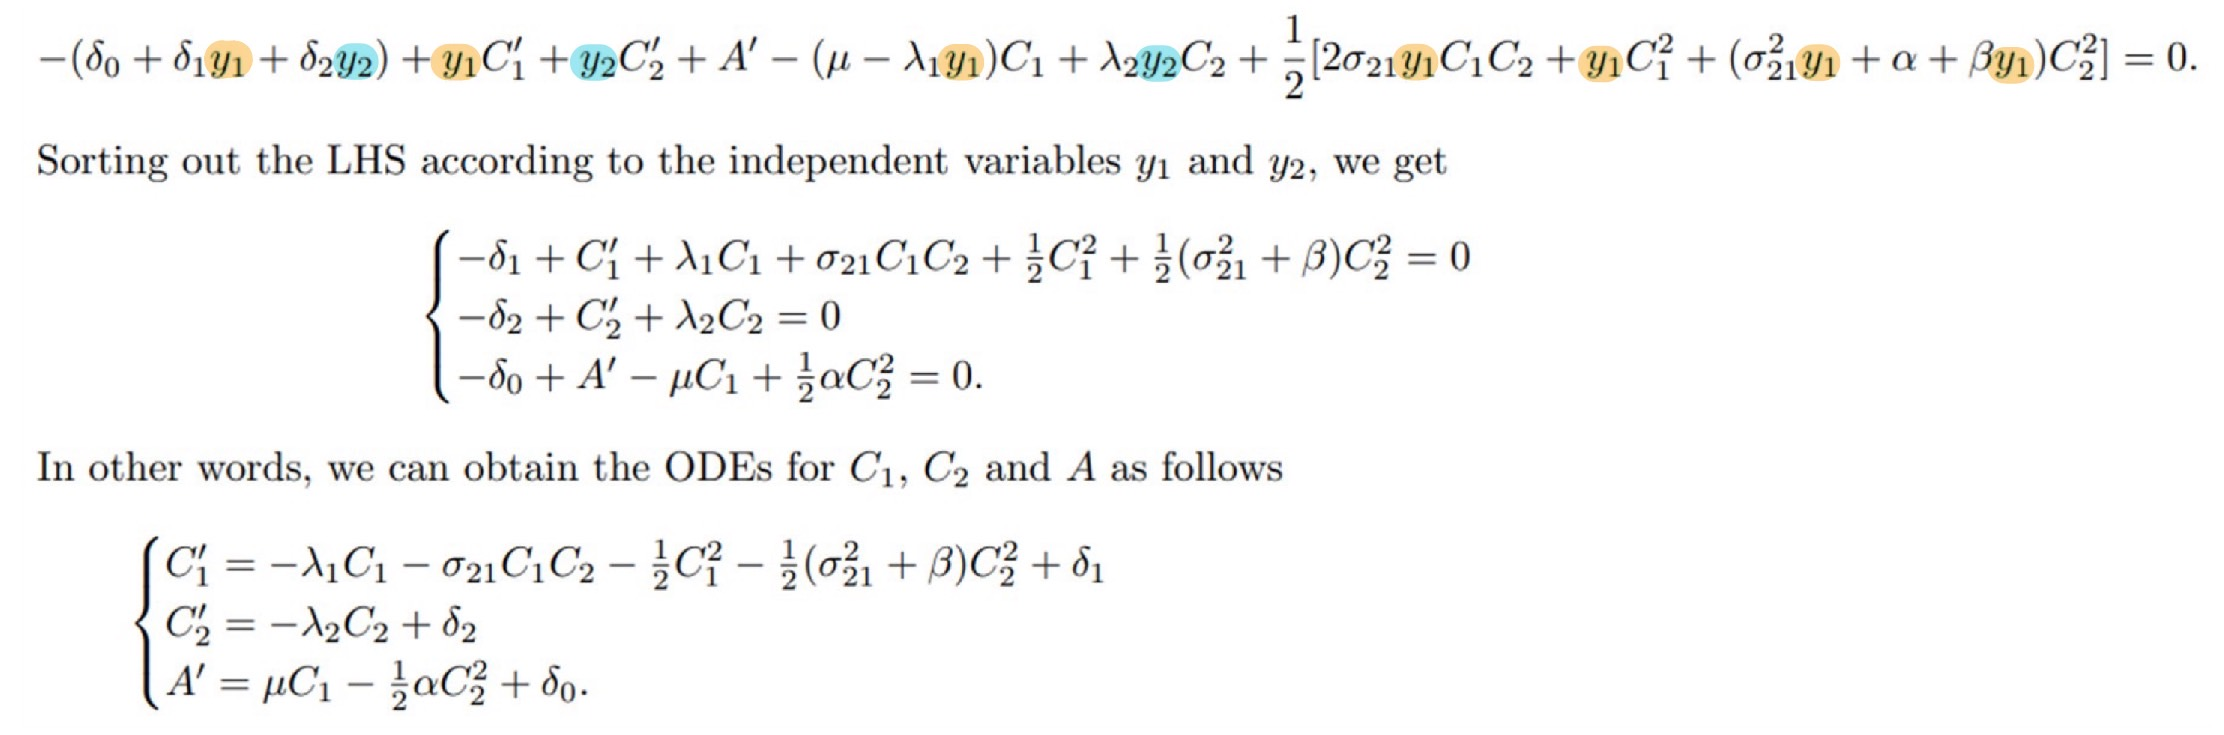 −(δ₀ + δ₁y₁ + δ₂y₂) + y₁C₁′ + y₂C₂′ + A′ − (μ − λ₁y₁)C₁ + λ₂y₂C₂ + ½[2σ₂₁y₁C₁C₂ + y₁C₁² + (σ₂₁²y₁ + α + βy₁)C₂²] = 0.
Sorting out the LHS according to the independent variables y₁ and y₂, we get
−δ₁ + C₁′ + λ₁C₁ + σ₂₁C₁C₂ + ½C₁² + ½(σ₂₁² + β)C₂² = 0
−δ₂ + C₂′ + λ₂C₂ = 0
−δ₀ + A′ − μC₁ + ½αC₂² = 0.
In other words, we can obtain the ODEs for C₁, C₂ and A as follows
C₁′ = −λ₁C₁ − σ₂₁C₁C₂ − ½C₁² − ½(σ₂₁² + β)C₂² + δ₁
C₂′ = −λ₂C₂ + δ₂
A′ = μC₁ − ½αC₂² + δ₀.